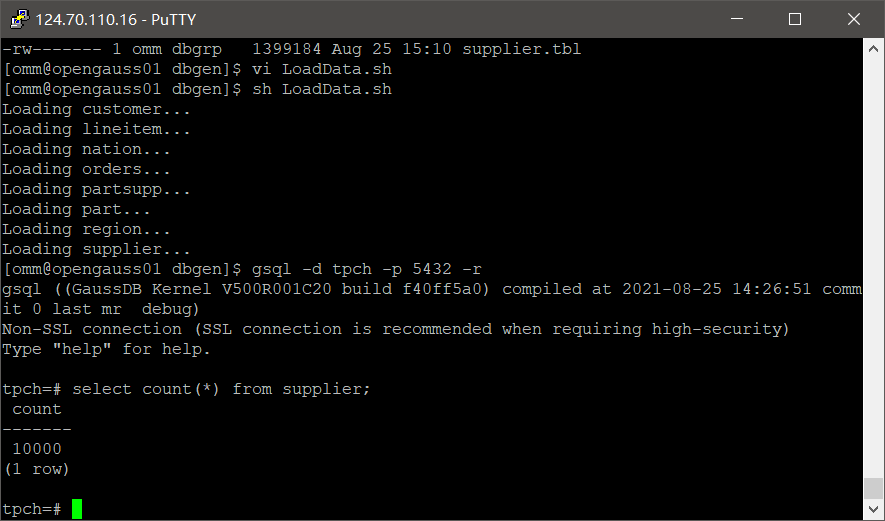 124.70.110.16 - PuTTY
-rw------- 1 omm dbgrp   1399184 Aug 25 15:10 supplier.tbl
[omm@opengauss01 dbgen]$ vi LoadData.sh
[omm@opengauss01 dbgen]$ sh LoadData.sh
Loading customer...
Loading lineitem...
Loading nation...
Loading orders...
Loading partsupp...
Loading part...
Loading region...
Loading supplier...
[omm@opengauss01 dbgen]$ gsql -d tpch -p 5432 -r
gsql ((GaussDB Kernel V500R001C20 build f40ff5a0) compiled at 2021-08-25 14:26:51 comm
it 0 last mr  debug)
Non-SSL connection (SSL connection is recommended when requiring high-security)
Type "help" for help.
tpch=# select count(*) from supplier;
 count
-------
 10000
(1 row)
tpch=#